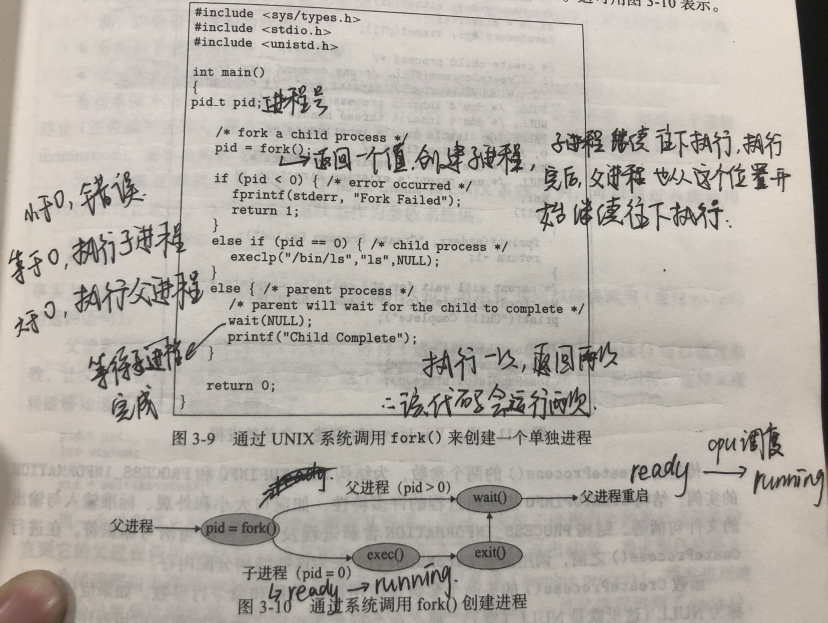 可用图 3-10 表示。
#include <sys/types.h>
#include <stdio.h>
#include <unistd.h>
int main()
{
pid_t pid; 进程号
/* fork a child process */
pid = fork(); →返回一个值,创建子进程,
子进程继续往下执行,执行
完后,父进程也从这个位置开
始继续往下执行.
if (pid < 0) { /* error occurred */
fprintf(stderr, "Fork Failed");
return 1;
}
小于0,错误.
else if (pid == 0) { /* child process */
execlp("/bin/ls","ls",NULL);
}
等于0,执行子进程
else { /* parent process */
大于0,执行父进程
/* parent will wait for the child to complete */
wait(NULL);
printf("Child Complete");
}
等待子进程
完成
执行一次,返回两次
∴该代码会运行两次.
return 0;
}
图 3-9 通过 UNIX 系统调用 fork() 来创建一个单独进程
ready → cpu调度 running
父进程 (pid>0)
wait()
父进程重启
父进程
pid = fork()
exec()
exit()
子进程 (pid = 0)
↳ready → running.
图 3-10 通过系统调用 fork() 创建进程